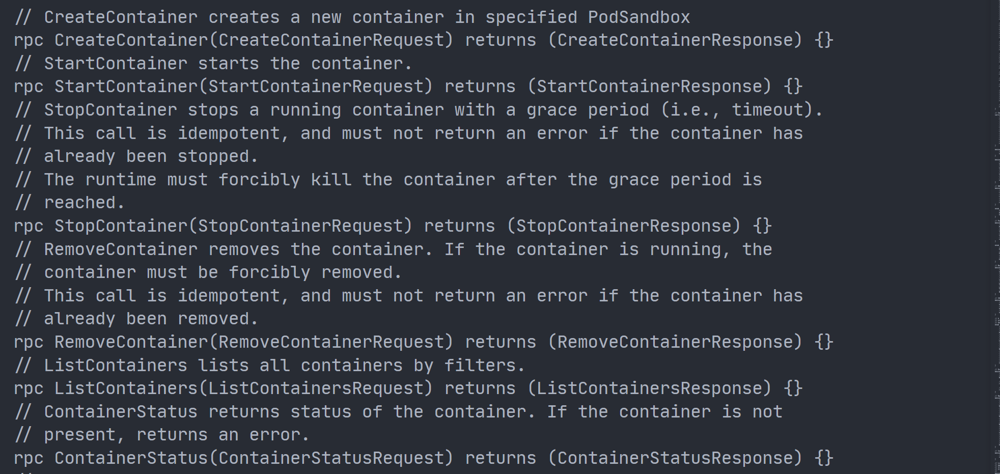 // CreateContainer creates a new container in specified PodSandbox
rpc CreateContainer(CreateContainerRequest) returns (CreateContainerResponse) {}
// StartContainer starts the container.
rpc StartContainer(StartContainerRequest) returns (StartContainerResponse) {}
// StopContainer stops a running container with a grace period (i.e., timeout).
// This call is idempotent, and must not return an error if the container has
// already been stopped.
// The runtime must forcibly kill the container after the grace period is
// reached.
rpc StopContainer(StopContainerRequest) returns (StopContainerResponse) {}
// RemoveContainer removes the container. If the container is running, the
// container must be forcibly removed.
// This call is idempotent, and must not return an error if the container has
// already been removed.
rpc RemoveContainer(RemoveContainerRequest) returns (RemoveContainerResponse) {}
// ListContainers lists all containers by filters.
rpc ListContainers(ListContainersRequest) returns (ListContainersResponse) {}
// ContainerStatus returns status of the container. If the container is not
// present, returns an error.
rpc ContainerStatus(ContainerStatusRequest) returns (ContainerStatusResponse) {}